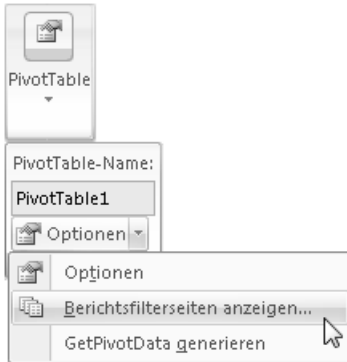 PivotTable
PivotTable-Name:
PivotTable1
Optionen
Optionen
Berichtsfilterseiten anzeigen...
GetPivotData generieren